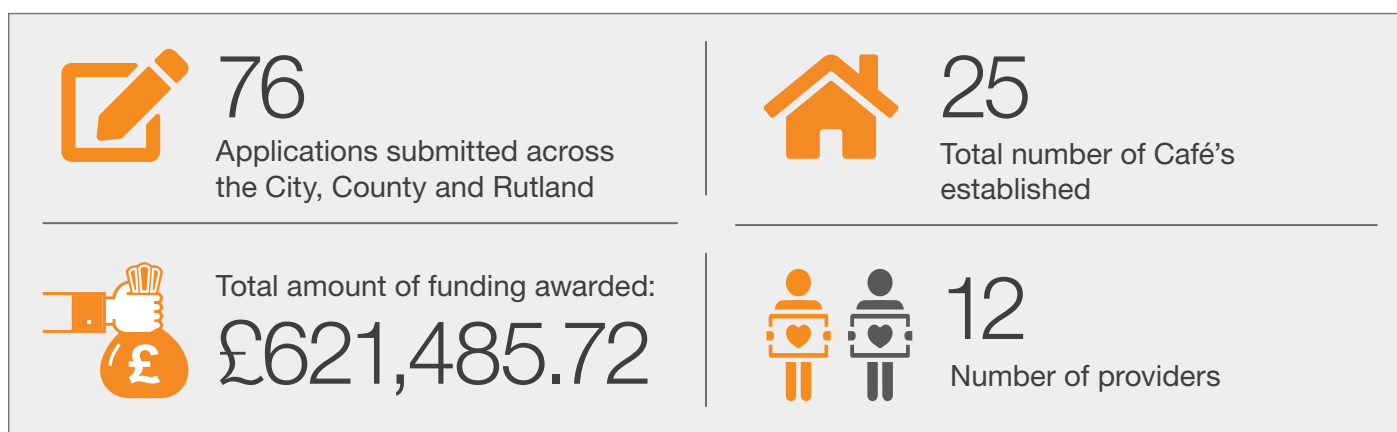 76
Applications submitted across
the City, County and Rutland
25
Total number of Café’s
established
Total amount of funding awarded:
£621,485.72
£
12
Number of providers